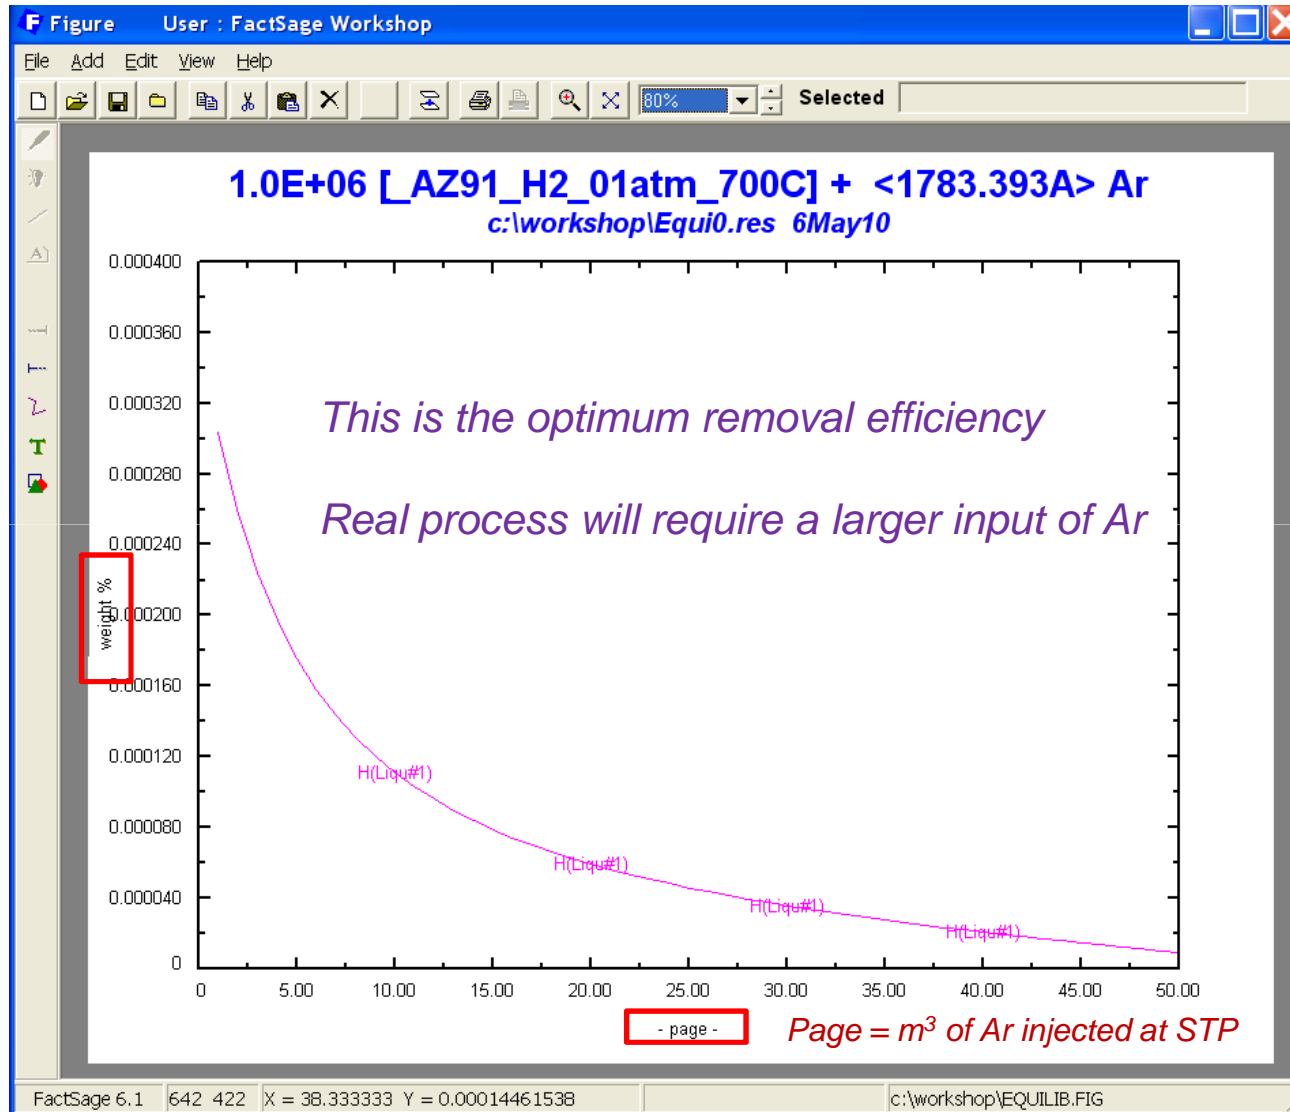 Figure User : FactSage Workshop
File Add Edit View Help
80% Selected
1.0E+06 [_AZ91_H2_01atm_700C] + <1783.393A> Ar
c:\workshop\Equi0.res 6May10
0.000400
0.000360
0.000320
0.000280
0.000240
0.000200
0.000160
0.000120
0.000080
0.000040
0
weight %
This is the optimum removal efficiency
Real process will require a larger input of Ar
H(Liqu#1)
H(Liqu#1)
H(Liqu#1)
H(Liqu#1)
0 5.00 10.00 15.00 20.00 25.00 30.00 35.00 40.00 45.00 50.00
- page -
Page = m³ of Ar injected at STP
FactSage 6.1 642 422 X = 38.333333 Y = 0.00014461538 c:\workshop\EQUILIB.FIG